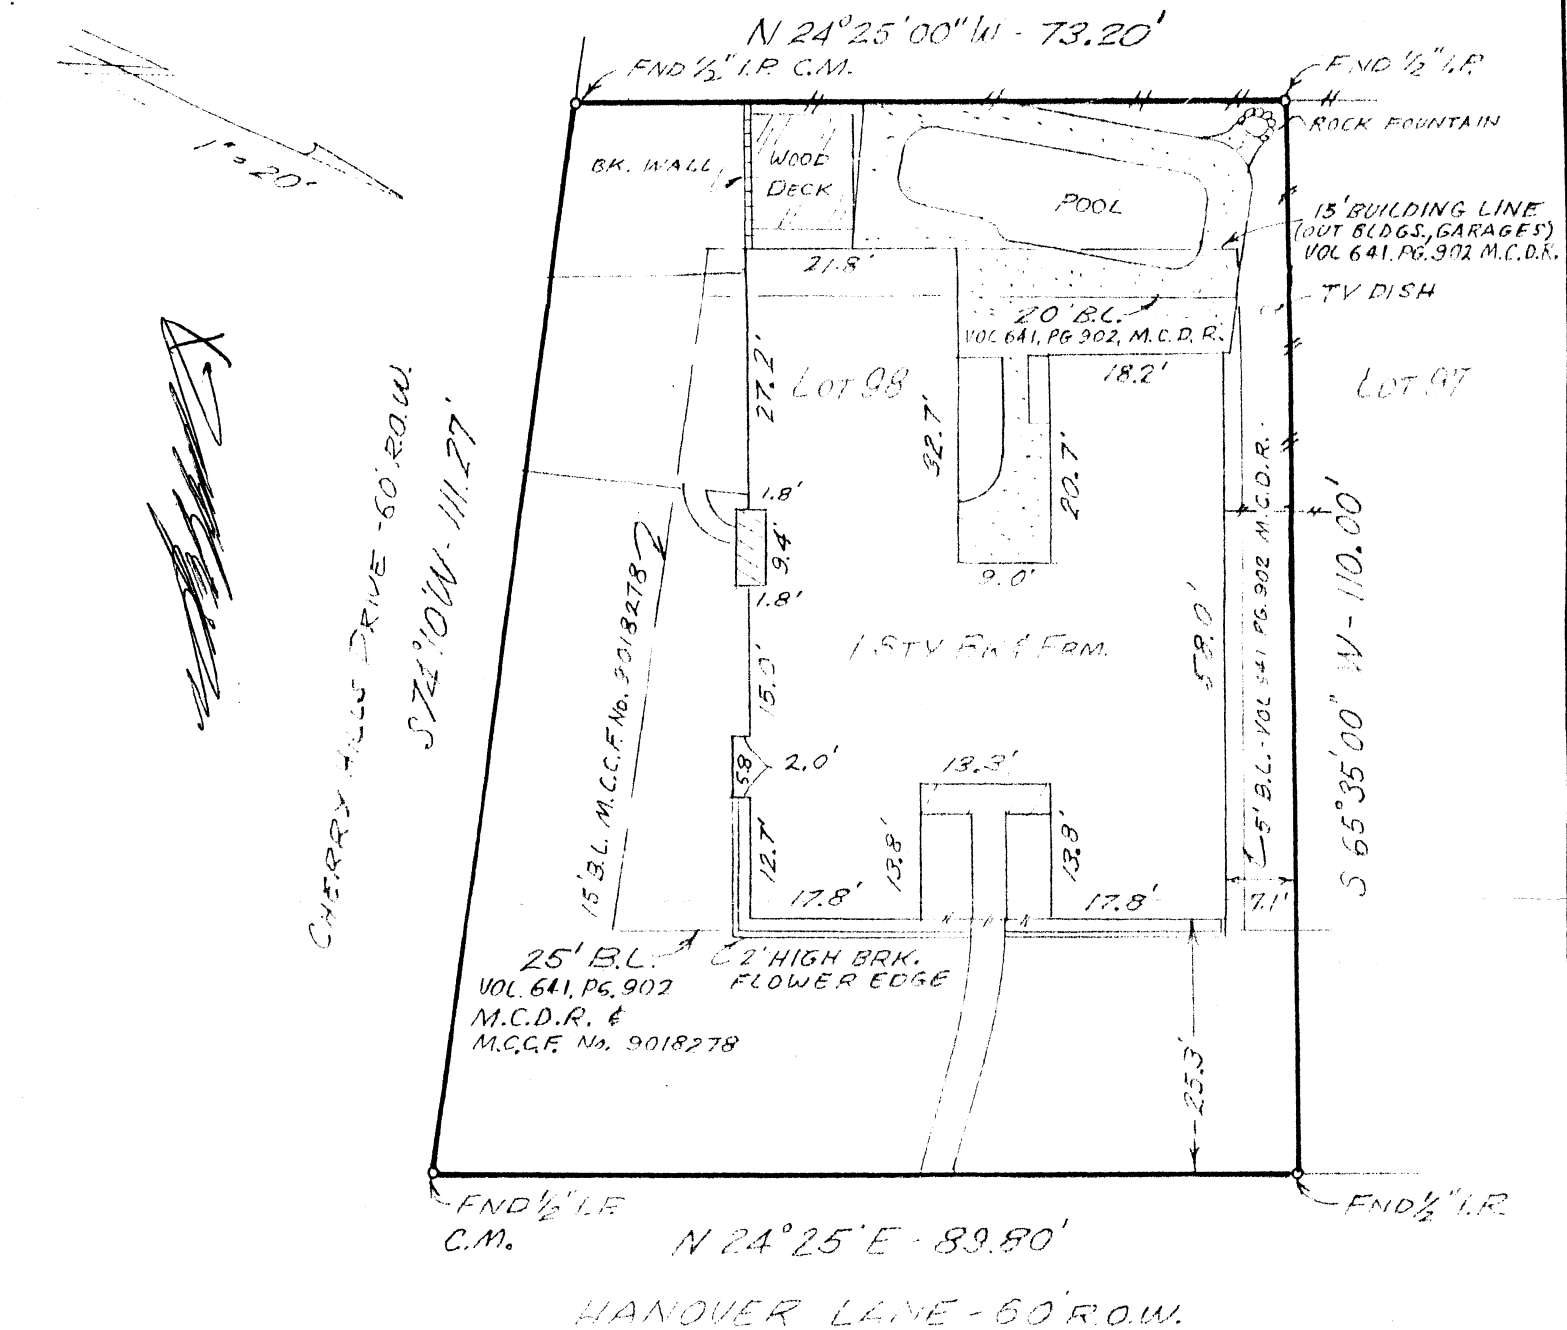 N 24°25'00" W - 73.20'
FND ½" I.P. C.M.
FND ½" I.P.
ROCK FOUNTAIN
1" = 20'
BK. WALL
WOOD
DECK
POOL
15' BUILDING LINE
(OUT BLDGS., GARAGES)
VOL 641, PG. 902 M.C.D.R.
21.8'
TV DISH
20' B.L.
VOL 641, PG 902, M.C.D.R.
27.2'
LOT 98
18.2'
LOT 97
32.7'
20.7'
CHERRY HILLS DRIVE - 60' R.O.W.
S 74°10' W - 111.27'
1.8'
9.4'
1.8'
9.0'
15' B.L. M.C.C.F. No. 9018278
1 STY BK & FRM.
58.0'
5' B.L. - VOL 641 PG. 902 M.C.D.R.
S 65°35'00" W - 110.00'
15.0'
5.8
2.0'
13.3'
12.7'
13.8'
13.8'
17.8'
17.8'
7.1'
25' B.L.
VOL. 641, PG. 902
M.C.D.R. &
M.C.C.F. No. 9018278
2' HIGH BRK.
FLOWER EDGE
25.3'
FND ½" I.P.
C.M.
FND ½" I.R.
N 24°25' E - 89.80'
HANOVER LANE - 60' R.O.W.